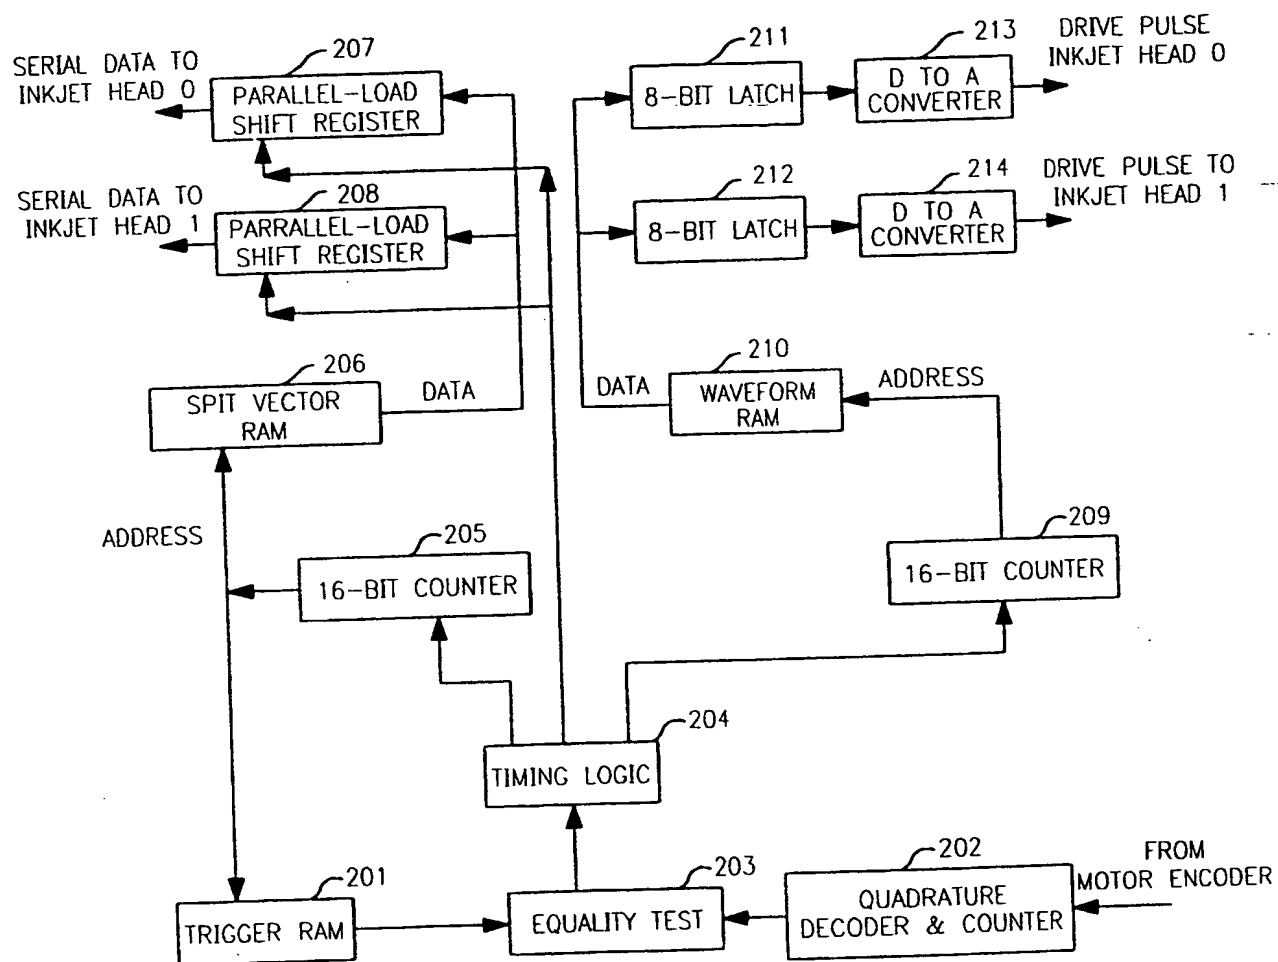 SERIAL DATA TO
INKJET HEAD 0
207
PARALLEL-LOAD
SHIFT REGISTER
211
8-BIT LATCH
213
D TO A
CONVERTER
DRIVE PULSE
INKJET HEAD 0
SERIAL DATA TO
INKJET HEAD 1
208
PARRALLEL-LOAD
SHIFT REGISTER
212
8-BIT LATCH
214
D TO A
CONVERTER
DRIVE PULSE TO
INKJET HEAD 1
206
SPIT VECTOR
RAM
DATA
DATA
210
WAVEFORM
RAM
ADDRESS
ADDRESS
205
16-BIT COUNTER
209
16-BIT COUNTER
204
TIMING LOGIC
201
TRIGGER RAM
203
EQUALITY TEST
202
QUADRATURE
DECODER & COUNTER
FROM
MOTOR ENCODER